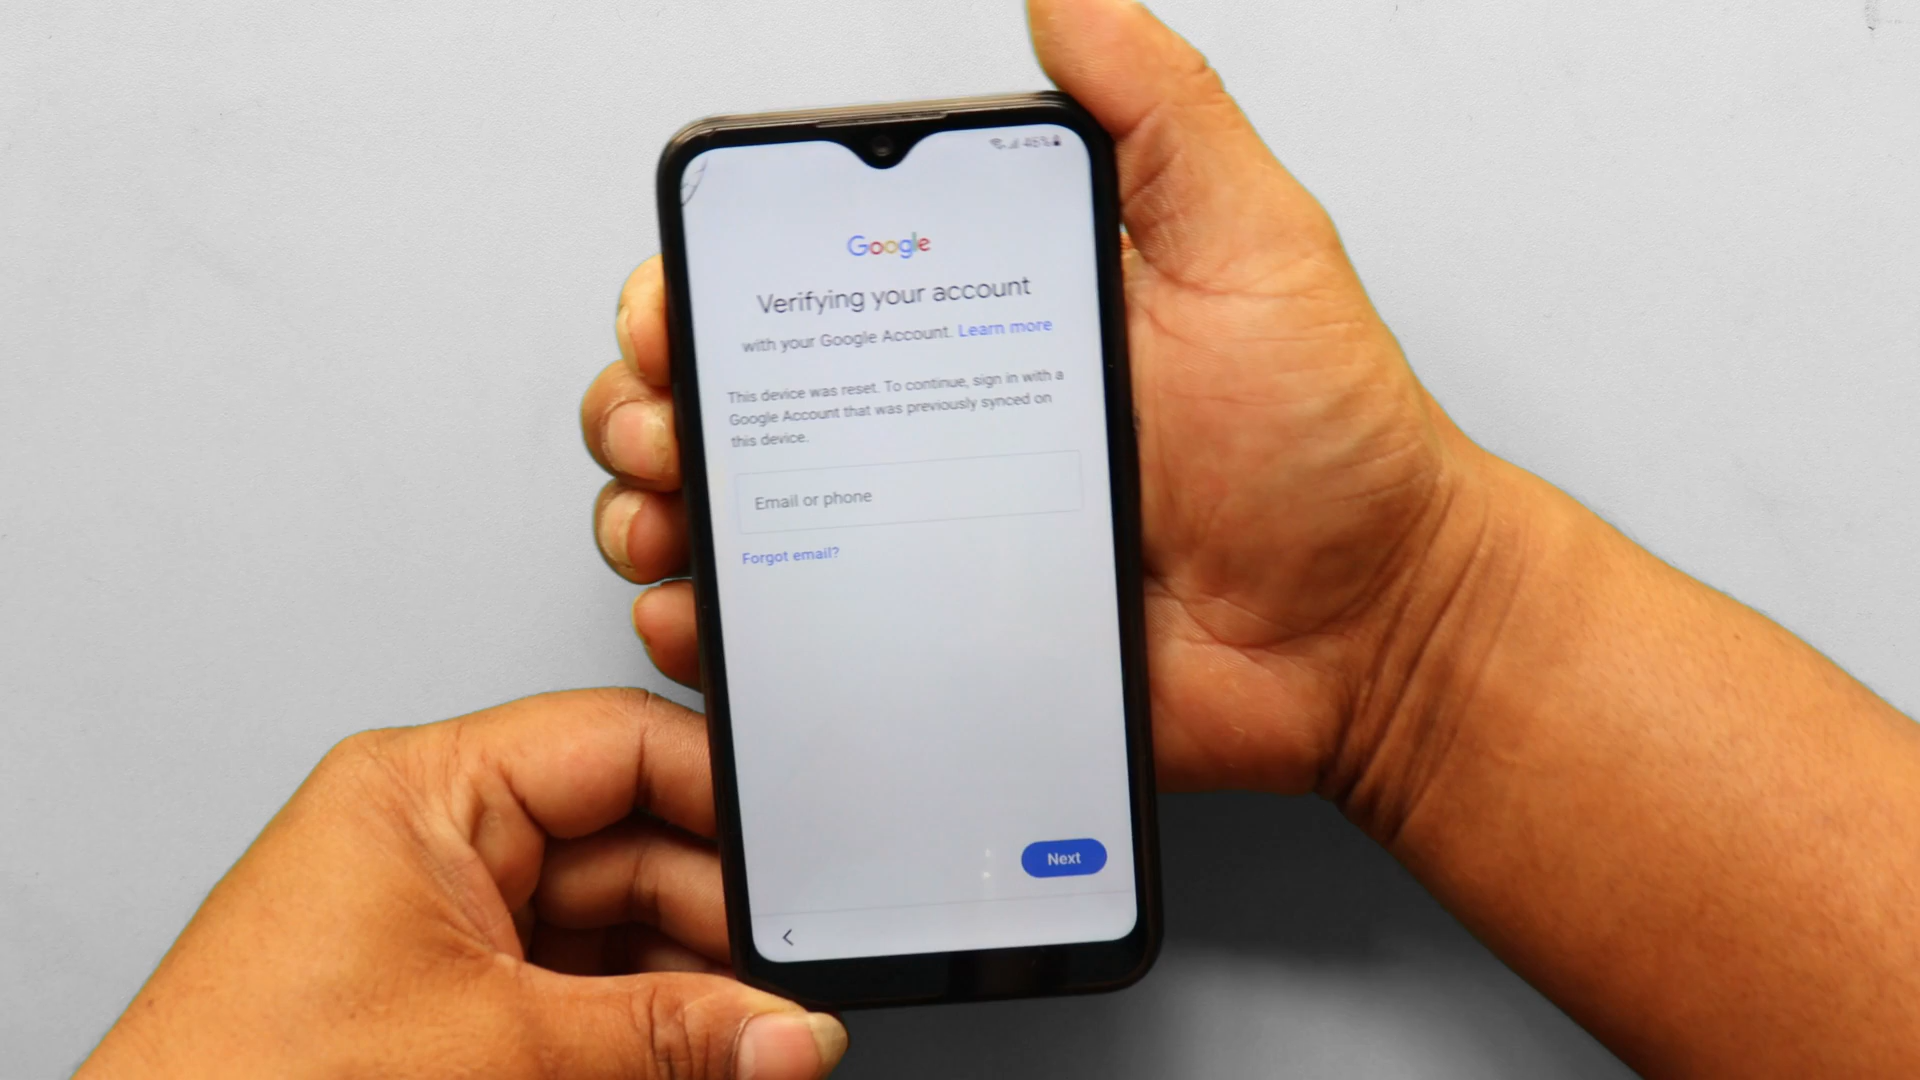 46%
Google
Verifying your account
with your Google Account. Learn more
This device was reset. To continue, sign in with a
Google Account that was previously synced on
this device.
Email or phone
Forgot email?
Next